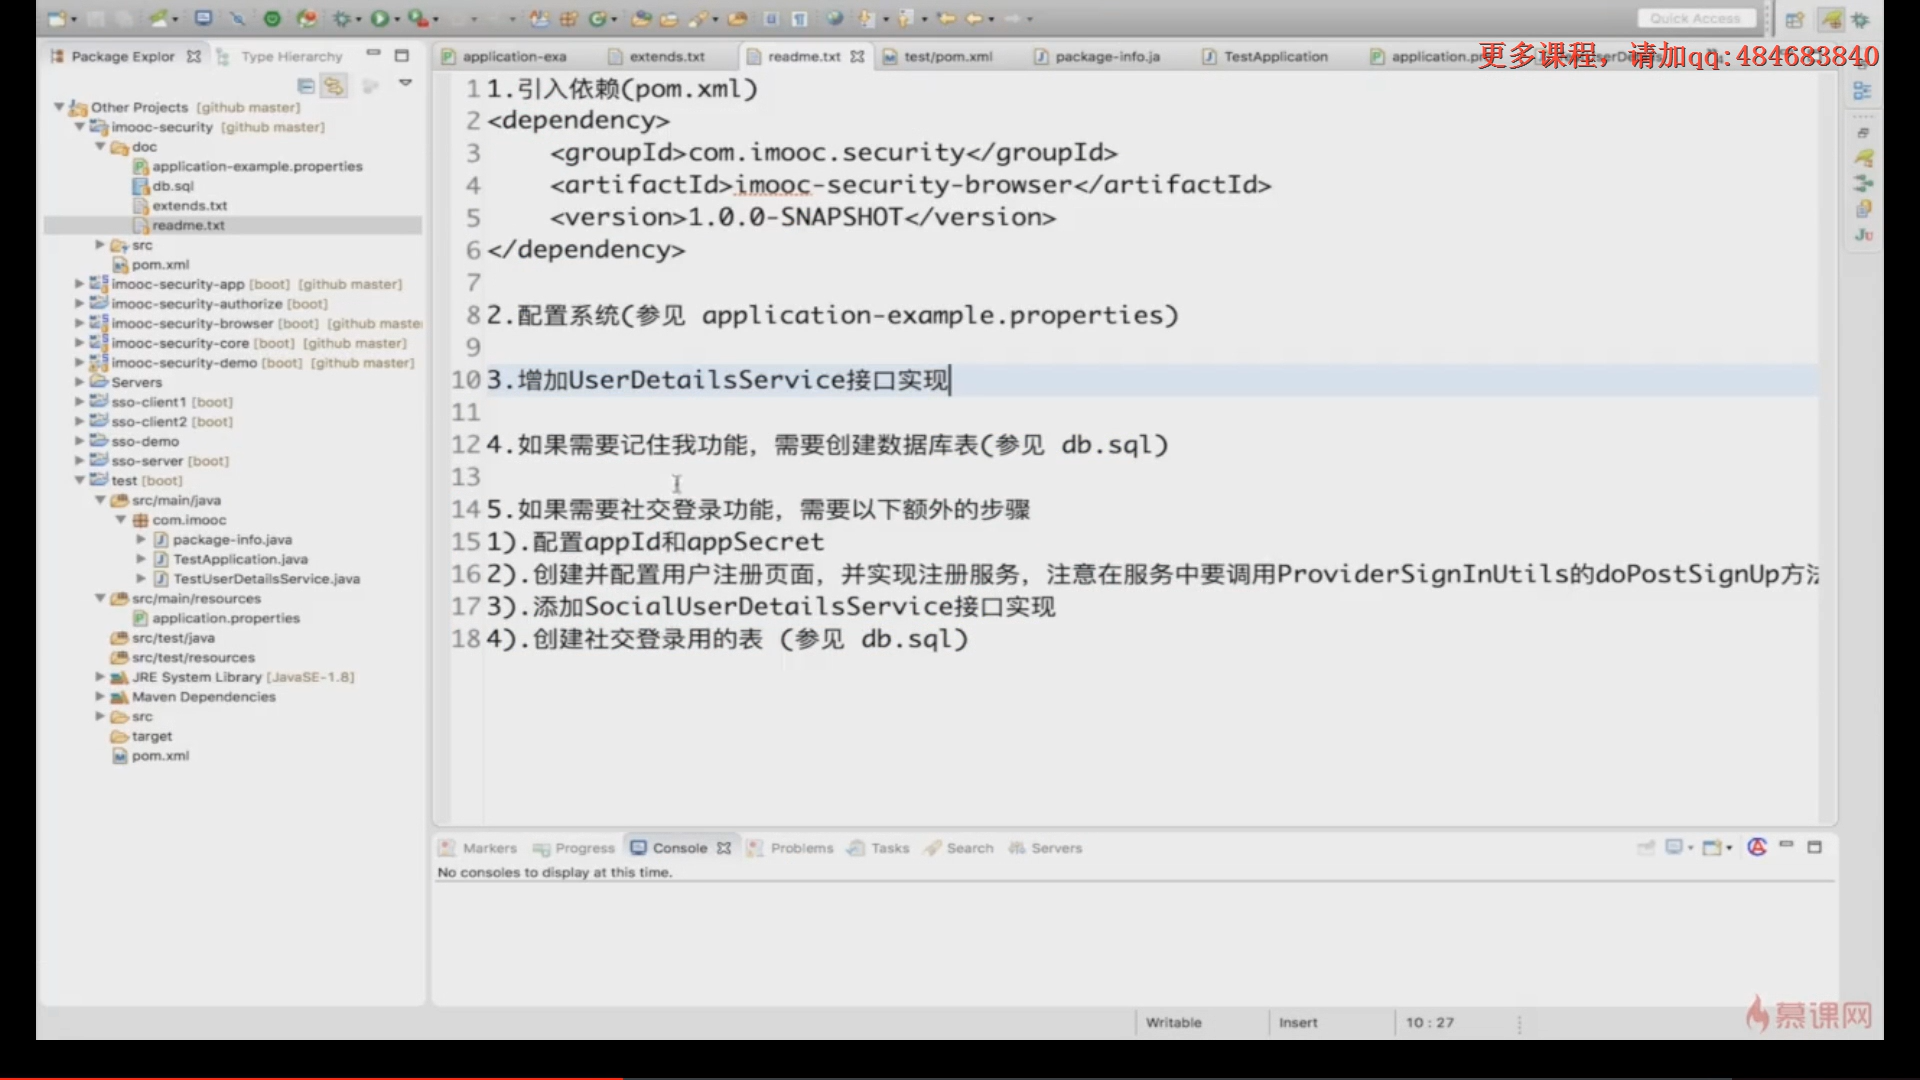 Quick Access
更多课程，请加qq:484683840
Package Explor
Type Hierarchy
application-exa
extends.txt
readme.txt
test/pom.xml
package-info.ja
TestApplication
Other Projects [github master]
imooc-security [github master]
doc
application-example.properties
db.sql
extends.txt
readme.txt
src
pom.xml
imooc-security-app [boot] [github master]
imooc-security-authorize [boot]
imooc-security-browser [boot] [github maste
imooc-security-core [boot] [github master]
imooc-security-demo [boot] [github master]
Servers
sso-client1 [boot]
sso-client2 [boot]
sso-demo
sso-server [boot]
test [boot]
src/main/java
com.imooc
package-info.java
TestApplication.java
TestUserDetailsService.java
src/main/resources
application.properties
src/test/java
src/test/resources
JRE System Library [JavaSE-1.8]
Maven Dependencies
src
target
pom.xml
1 1.引入依赖(pom.xml)
2 <dependency>
3 <groupId>com.imooc.security</groupId>
4 <artifactId>imooc-security-browser</artifactId>
5 <version>1.0.0-SNAPSHOT</version>
6 </dependency>
7
8 2.配置系统(参见 application-example.properties)
9
10 3.增加UserDetailsService接口实现
11
12 4.如果需要记住我功能，需要创建数据库表(参见 db.sql)
13
14 5.如果需要社交登录功能，需要以下额外的步骤
15 1).配置appId和appSecret
16 2).创建并配置用户注册页面，并实现注册服务，注意在服务中要调用ProviderSignInUtils的doPostSignUp方法
17 3).添加SocialUserDetailsService接口实现
18 4).创建社交登录用的表 (参见 db.sql)
Markers
Progress
Console
Problems
Tasks
Search
Servers
No consoles to display at this time.
Writable
Insert
10 : 27
慕课网